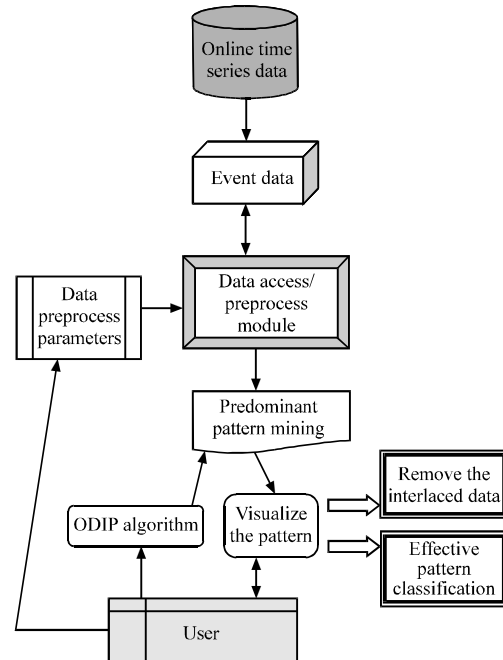 Online time
series data
Event data
Data access/
preprocess
module
Data
preprocess
parameters
Predominant
pattern mining
Remove the
interlaced data
ODIP algorithm
Visualize
the pattern
Effective
pattern
classification
User